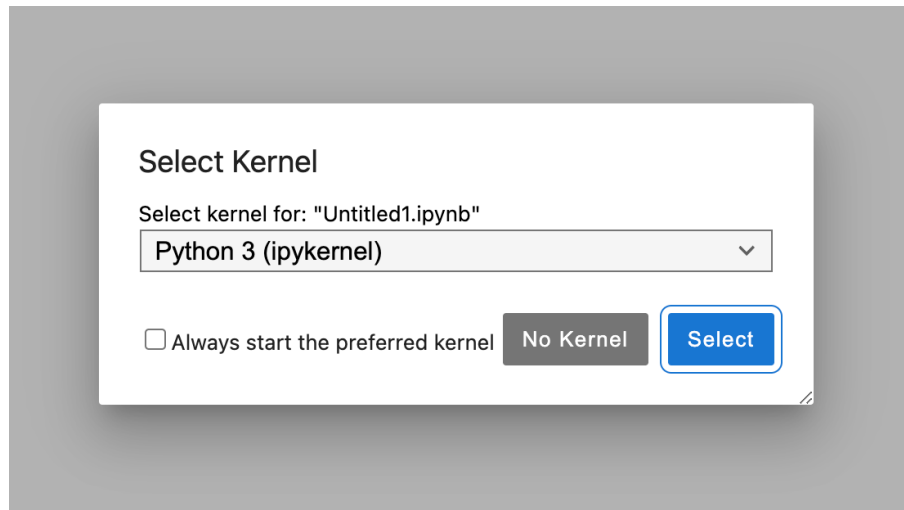 Select Kernel
Select kernel for: "Untitled1.ipynb"
Python 3 (ipykernel)
Always start the preferred kernel No Kernel Select